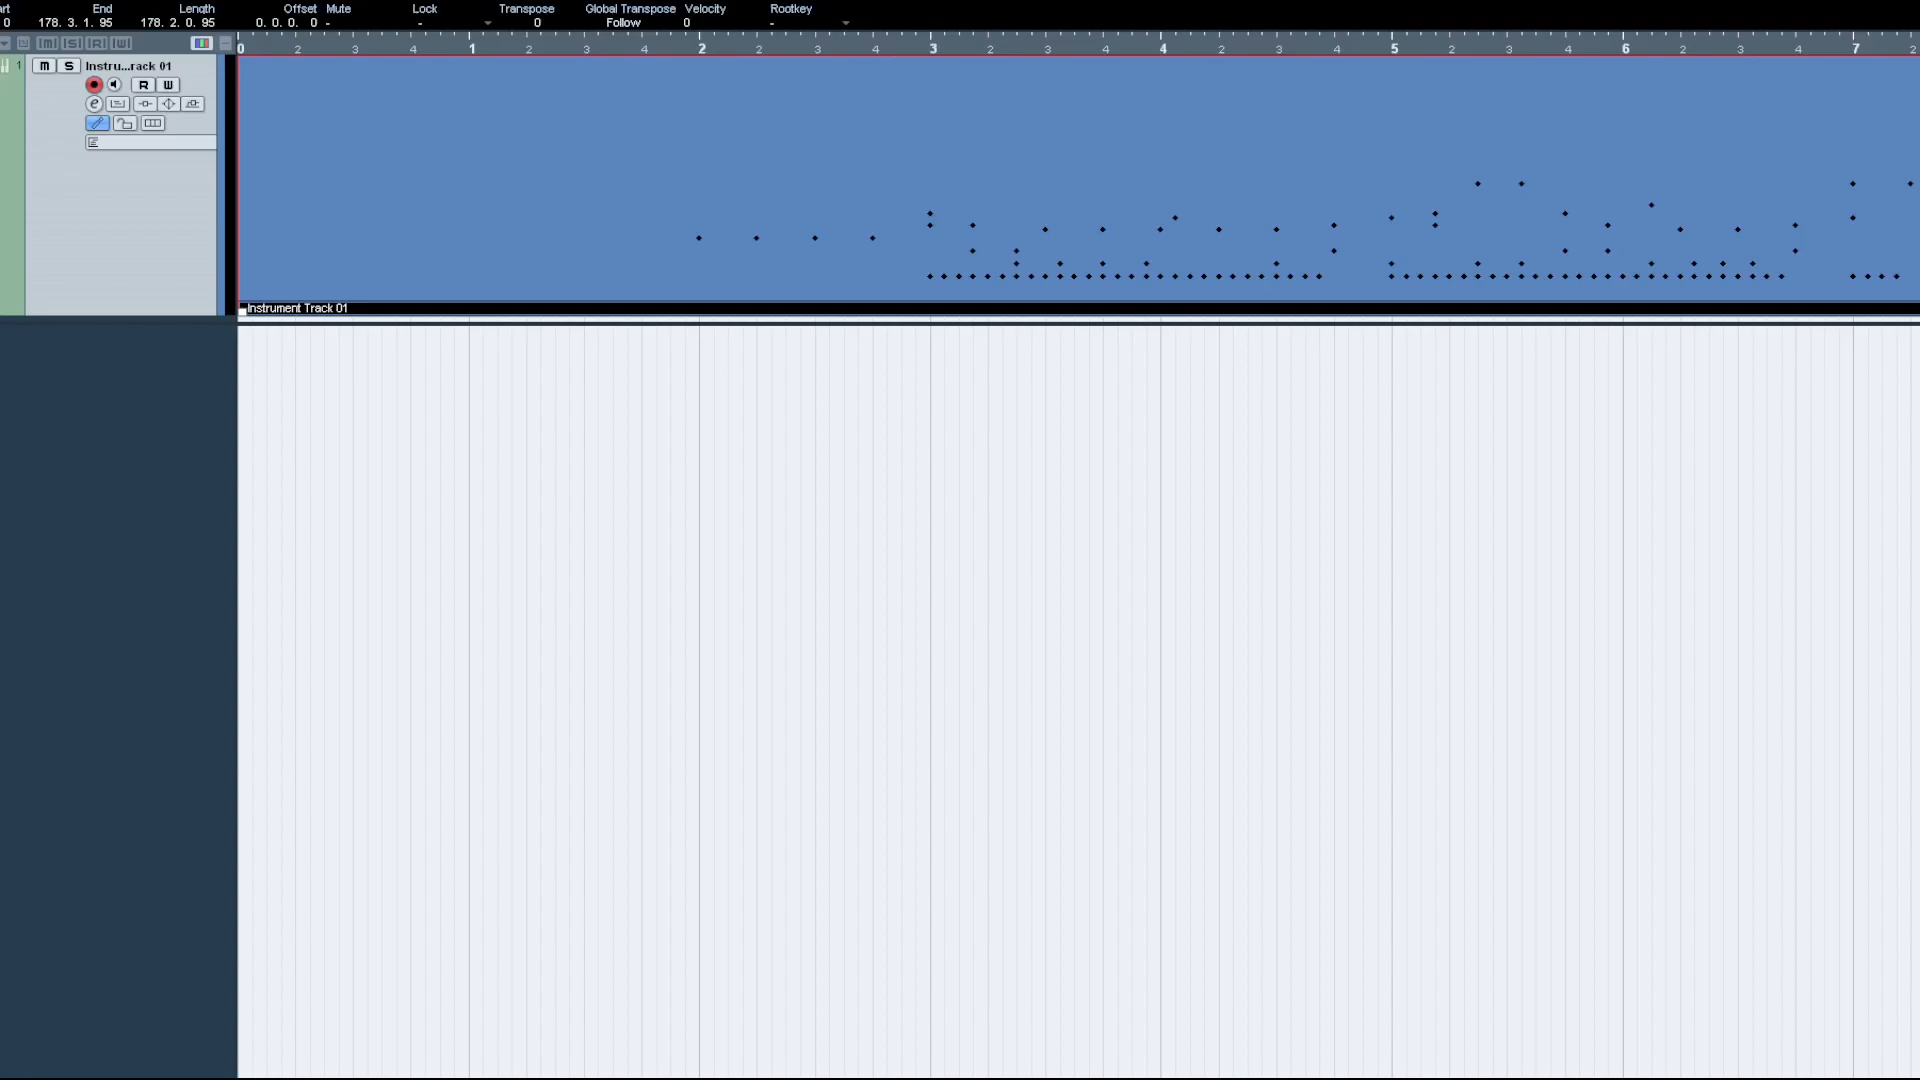 art End Length Offset Mute Lock Transpose Global Transpose Velocity Rootkey
0 178. 3. 1. 95 178. 2. 0. 95 0. 0. 0. 0 - - 0 Follow 0 -
M S R W
0 2 3 4 1 2 3 4 2 2 3 4 3 2 3 4 4 2 3 4 5 2 3 4 6 2 3 4 7 2
1 m S Instru...rack 01
R W
e
Instrument Track 01